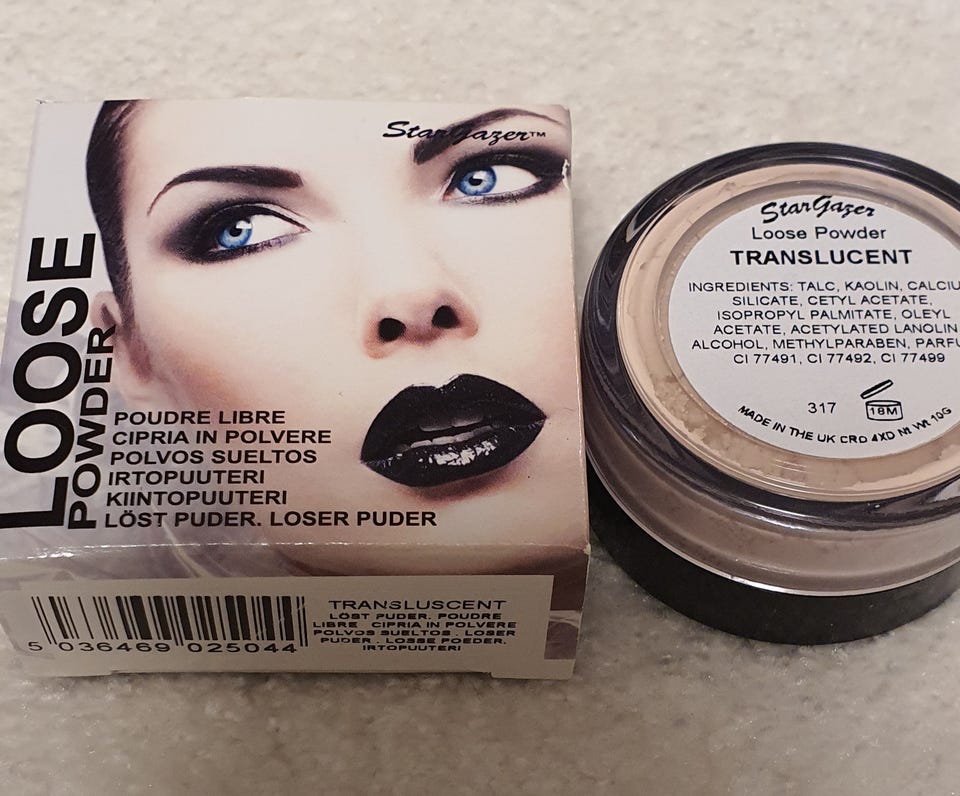 StarGazer™
LOOSE
POWDER
POUDRE LIBRE
CIPRIA IN POLVERE
POLVOS SUELTOS
IRTOPUUTERI
KIINTOPUUTERI
LÖST PUDER. LOSER PUDER
5 036469 025044
TRANSLUSCENT
LÖST PUDER. POUDRE
LIBRE CIPRIA IN POLVERE
POLVOS SUELTOS . LOSER
PUDER . LOSSE POEDER.
IRTOPUUTERI
StarGazer
Loose Powder
TRANSLUCENT
INGREDIENTS: TALC, KAOLIN, CALCIU
SILICATE, CETYL ACETATE,
ISOPROPYL PALMITATE, OLEYL
ACETATE, ACETYLATED LANOLIN
ALCOHOL, METHYLPARABEN, PARFU
CI 77491, CI 77492, CI 77499
317
18M
MADE IN THE UK CR0 4XD Nt Wt 10G